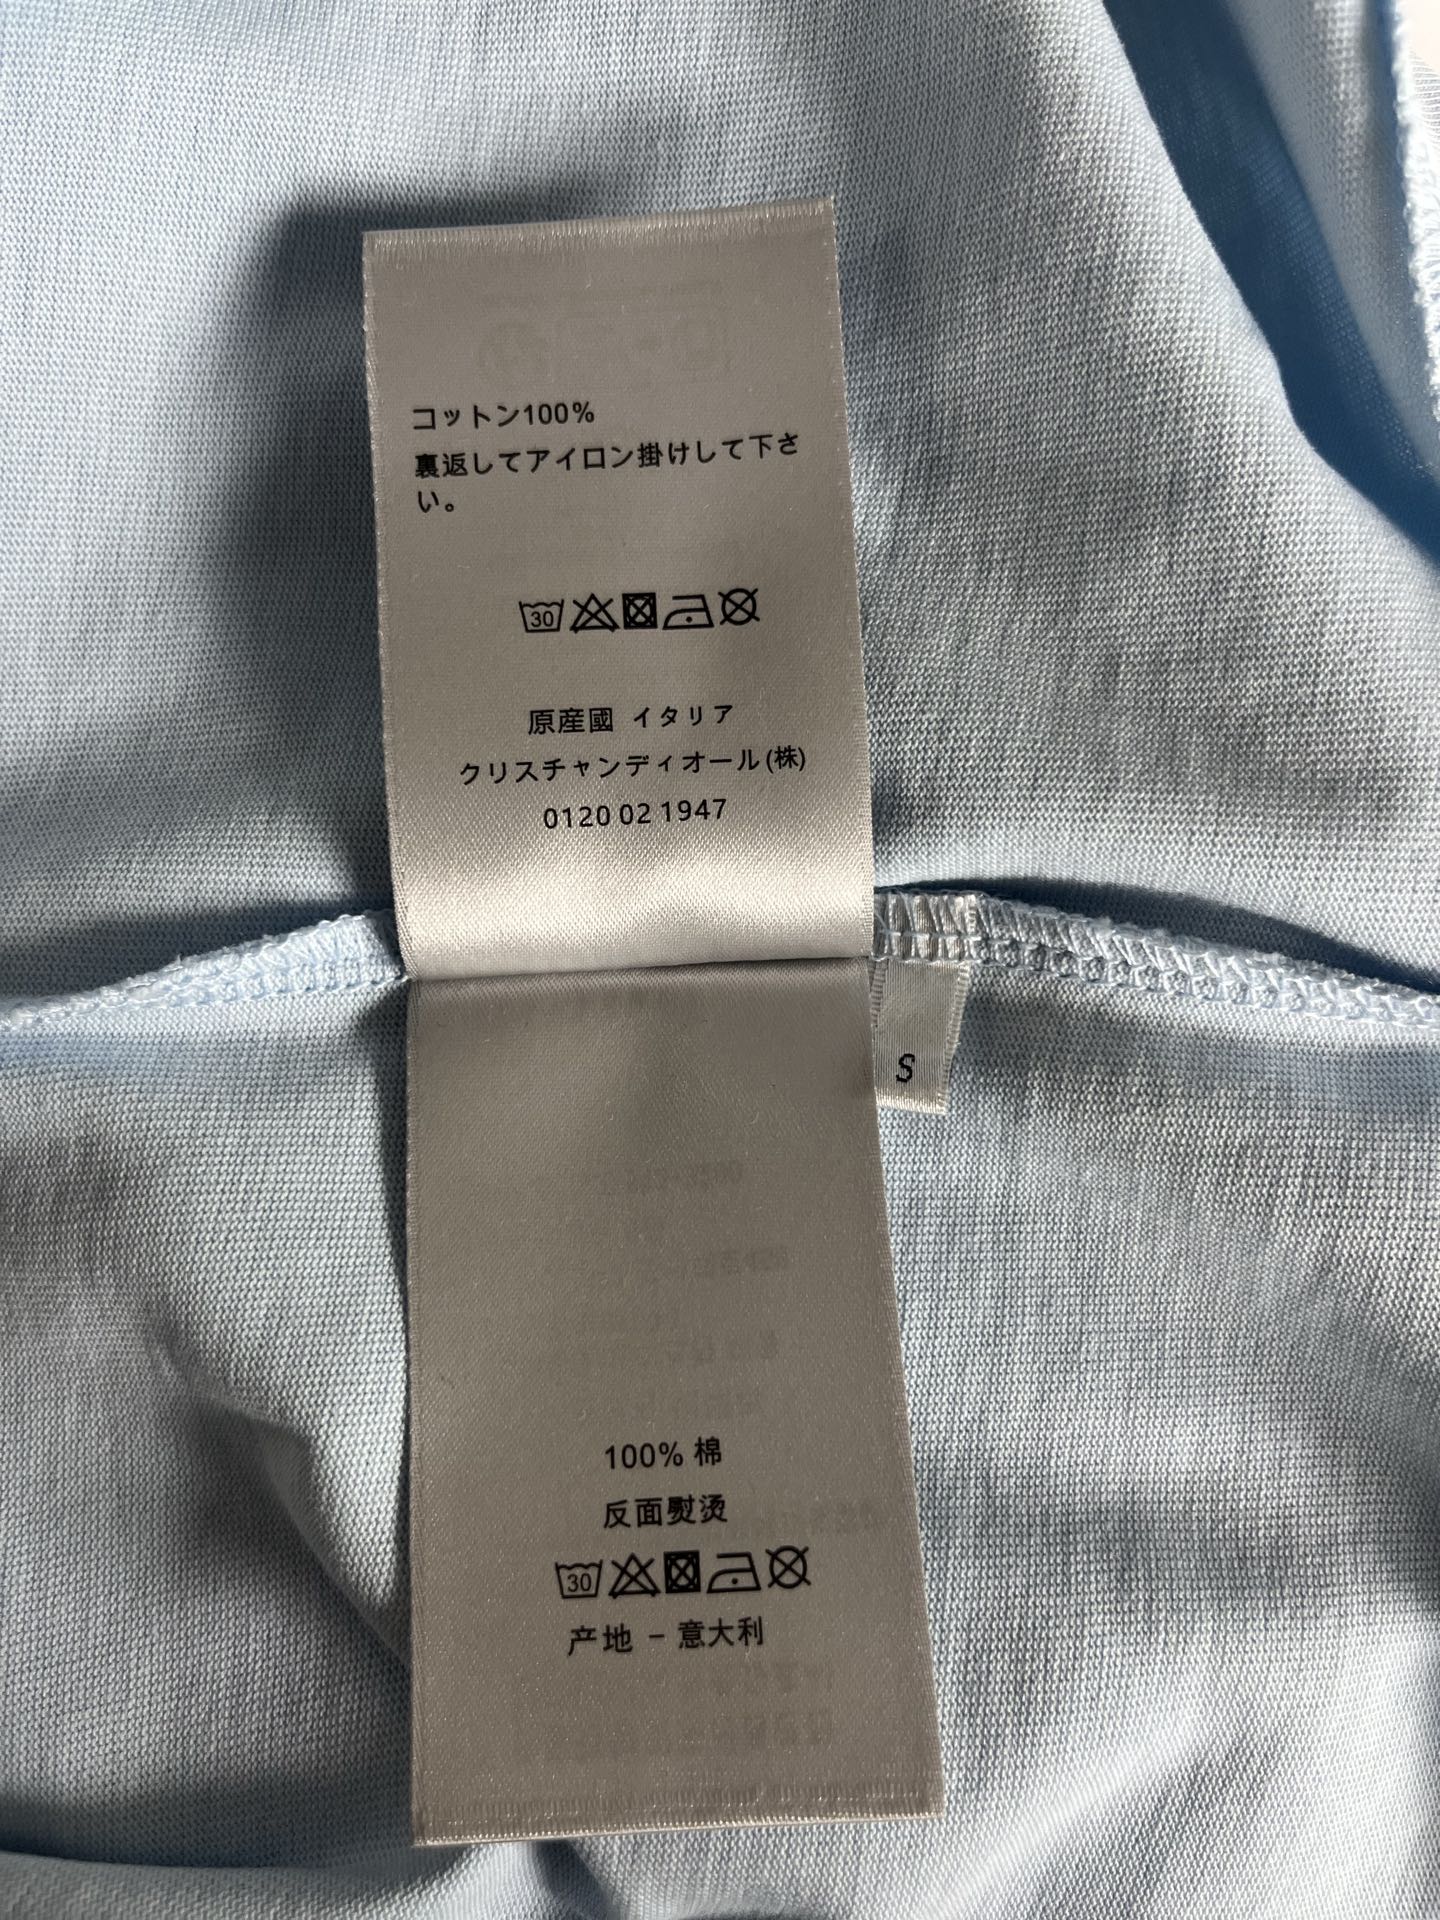 コットン100%
裏返してアイロン掛けして下さ
い。
30
原産國 イタリア
クリスチャンディオール(株)
0120 02 1947
S
100% 棉
反面熨烫
30
产地 – 意大利